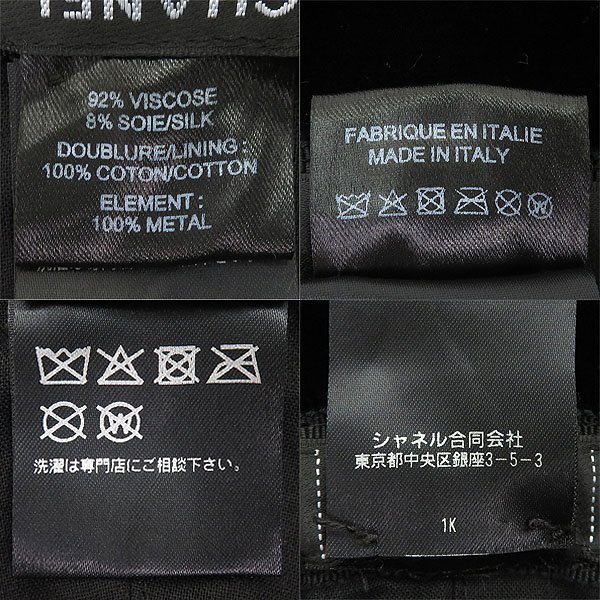 CHANEL
92% VISCOSE
8% SOIE/SILK
DOUBLURE/LINING :
100% COTON/COTTON
ELEMENT :
100% METAL
FABRIQUE EN ITALIE
MADE IN ITALY
洗濯は専門店にご相談下さい。
シャネル合同会社
東京都中央区銀座3-5-3
1K